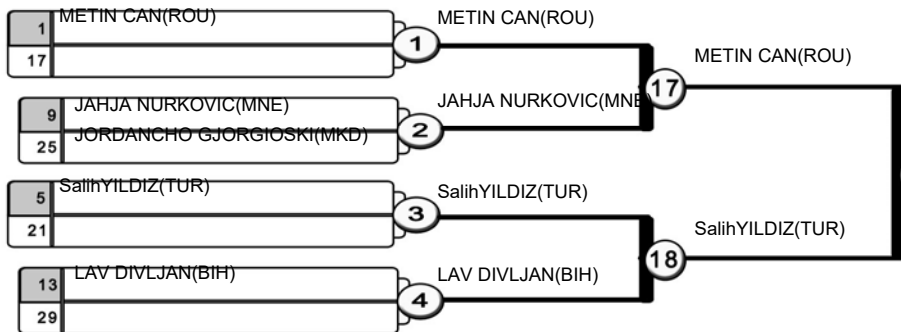 1 METIN CAN(ROU)
17
1 METIN CAN(ROU)
9 JAHJA NURKOVIC(MNE)
25 JORDANCHO GJORGIOSKI(MKD)
2 JAHJA NURKOVIC(MNE)
17 METIN CAN(ROU)
5 SalihYILDIZ(TUR)
21
3 SalihYILDIZ(TUR)
13 LAV DIVLJAN(BIH)
29
4 LAV DIVLJAN(BIH)
18 SalihYILDIZ(TUR)